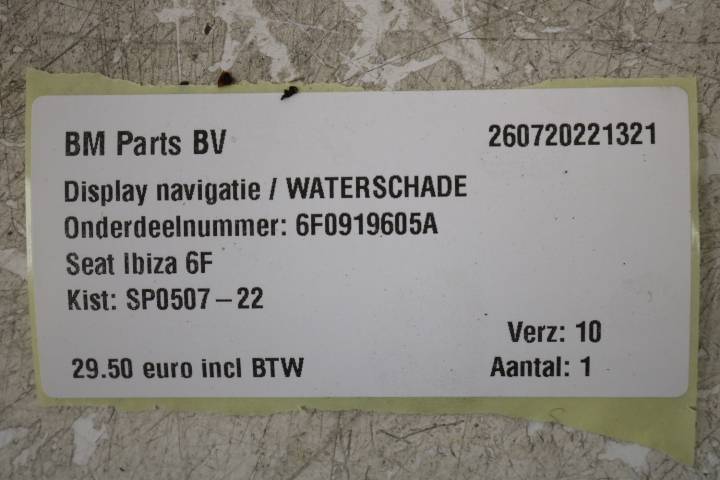 BM Parts BV 260720221321
Display navigatie / WATERSCHADE
Onderdeelnummer: 6F0919605A
Seat Ibiza 6F
Kist: SP0507-22
Verz: 10
29.50 euro incl BTW Aantal: 1